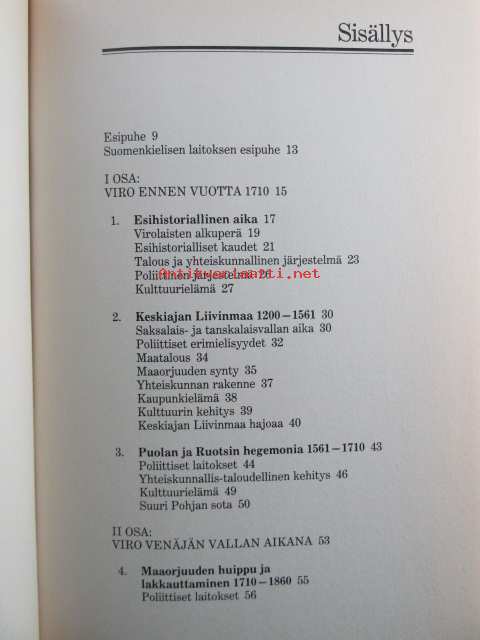 Sisällys
Esipuhe 9
Suomenkielisen laitoksen esipuhe 13
I OSA:
VIRO ENNEN VUOTTA 1710 15
1. Esihistoriallinen aika 17
Virolaisten alkuperä 19
Esihistorialliset kaudet 21
Talous ja yhteiskunnallinen järjestelmä 23
Poliittinen järjestelmä 26
Antikvariaatti.net
Kulttuurielämä 27
2. Keskiajan Liivinmaa 1200–1561 30
Saksalais- ja tanskalaisvallan aika 30
Poliittiset erimielisyydet 32
Maatalous 34
Maaorjuuden synty 35
Yhteiskunnan rakenne 37
Kaupunkielämä 38
Kulttuurin kehitys 39
Keskiajan Liivinmaa hajoaa 40
3. Puolan ja Ruotsin hegemonia 1561–1710 43
Poliittiset laitokset 44
Yhteiskunnallis-taloudellinen kehitys 46
Kulttuurielämä 49
Suuri Pohjan sota 50
II OSA:
VIRO VENÄJÄN VALLAN AIKANA 53
4. Maaorjuuden huippu ja
lakkauttaminen 1710–1860 55
Poliittiset laitokset 56